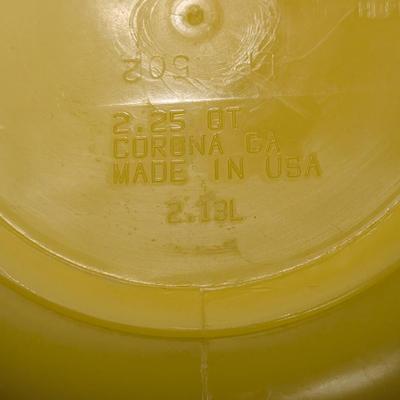 2.25 QT
CORONA CA
MADE IN USA
2.13L